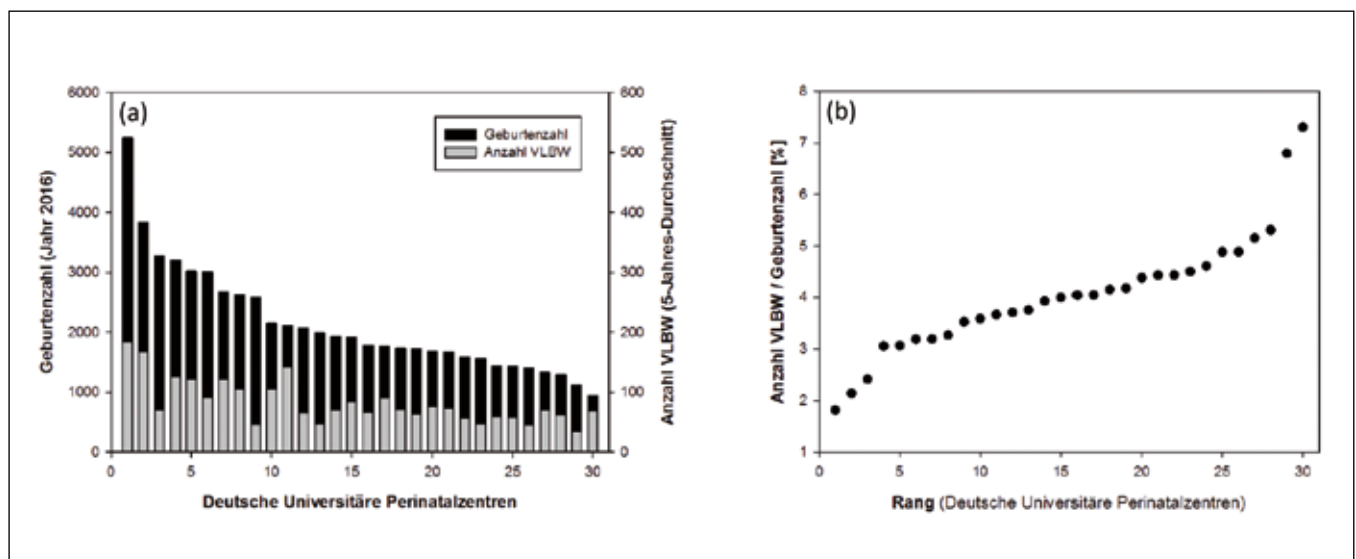 (a)
Geburtenzahl (Jahr 2016)
6000
5000
4000
3000
2000
1000
0
Geburtenzahl
Anzahl VLBW
600
500
400
300
200
100
0
Anzahl VLBW (5-Jahres-Durchschnitt)
0 5 10 15 20 25 30
Deutsche Universitäre Perinatalzentren
(b)
Anzahl VLBW / Geburtenzahl [%]
8
7
6
5
4
3
2
1
0 5 10 15 20 25 30
Rang (Deutsche Universitäre Perinatalzentren)